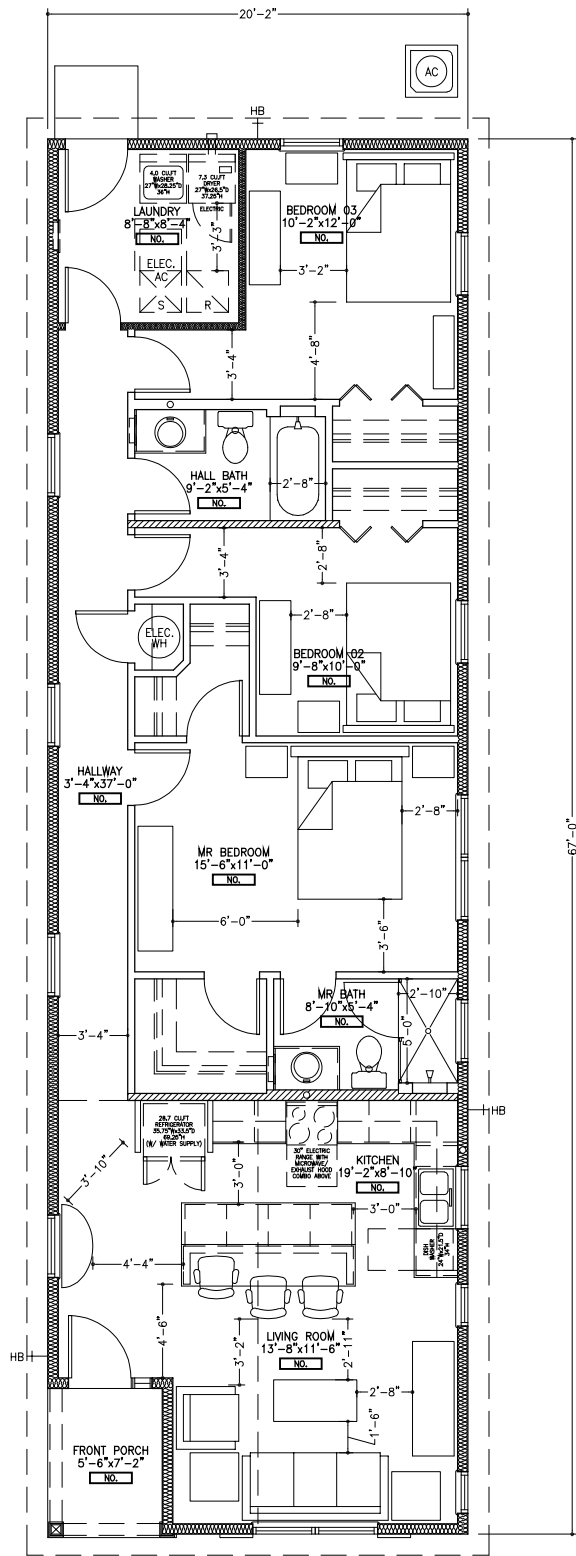 20'-2"
AC
HB
4.0 CU.FT
WASHER
27"Wx28.25"D
36"H
7.3 CU.FT
DRYER
27"Wx26.5"D
37.26"H
ELECTRIC
LAUNDRY
8'-8"x8'-4"
NO.
3'-3"
ELEC.
AC
S
R
BEDROOM 03
10'-2"x12'-0"
NO.
3'-2"
3'-4"
4'-8"
HALL BATH
9'-2"x5'-4"
NO.
2'-8"
3'-4"
2'-8"
ELEC.
WH
2'-8"
BEDROOM 02
9'-8"x10'-0"
NO.
HALLWAY
3'-4"x37'-0"
NO.
2'-8"
67'-0"
MR BEDROOM
15'-6"x11'-0"
NO.
6'-0"
3'-6"
MR BATH
8'-10"x5'-4"
NO.
2'-10"
5'-0"
3'-4"
HB
28.7 CU.FT
REFRIGERATOR
35.75"Wx33.5"D
69.26"H
(W/ WATER SUPPLY)
30" ELECTRIC
RANGE WITH
MICROWAVE/
EXHAUST HOOD
COMBO ABOVE
KITCHEN
19'-2"x8'-10"
NO.
3'-10"
3'-0"
3'-0"
DISH
WASHER
24"Wx21.5"D
34"H
4'-4"
4'-6"
HB
3'-2"
LIVING ROOM
13'-8"x11'-6"
NO.
2'-11"
2'-8"
1'-6"
FRONT PORCH
5'-6"x7'-2"
NO.